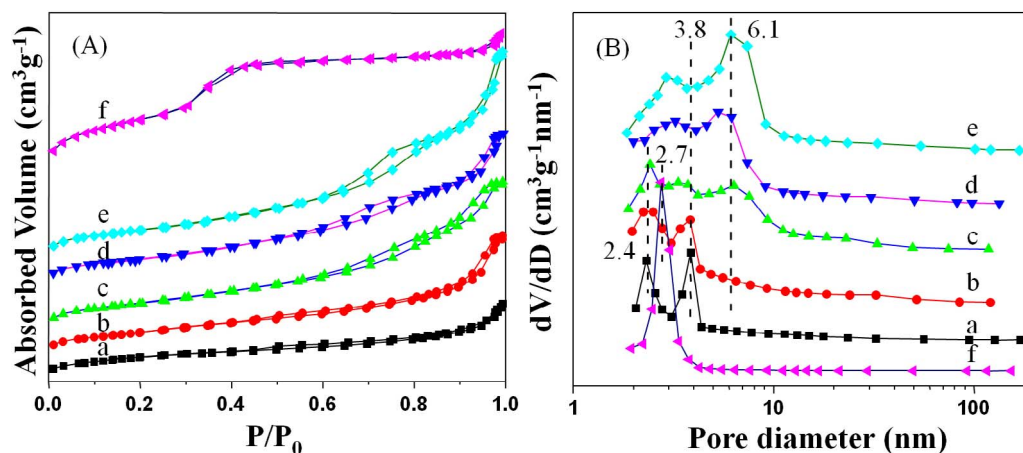 (A)
Absorbed Volume (cm³g⁻¹)
f
e
d
c
b
a
0.0 0.2 0.4 0.6 0.8 1.0
P/P₀
(B)
dV/dD (cm³g⁻¹nm⁻¹)
3.8
6.1
2.7
2.4
e
d
c
b
a
f
1 10 100
Pore diameter (nm)